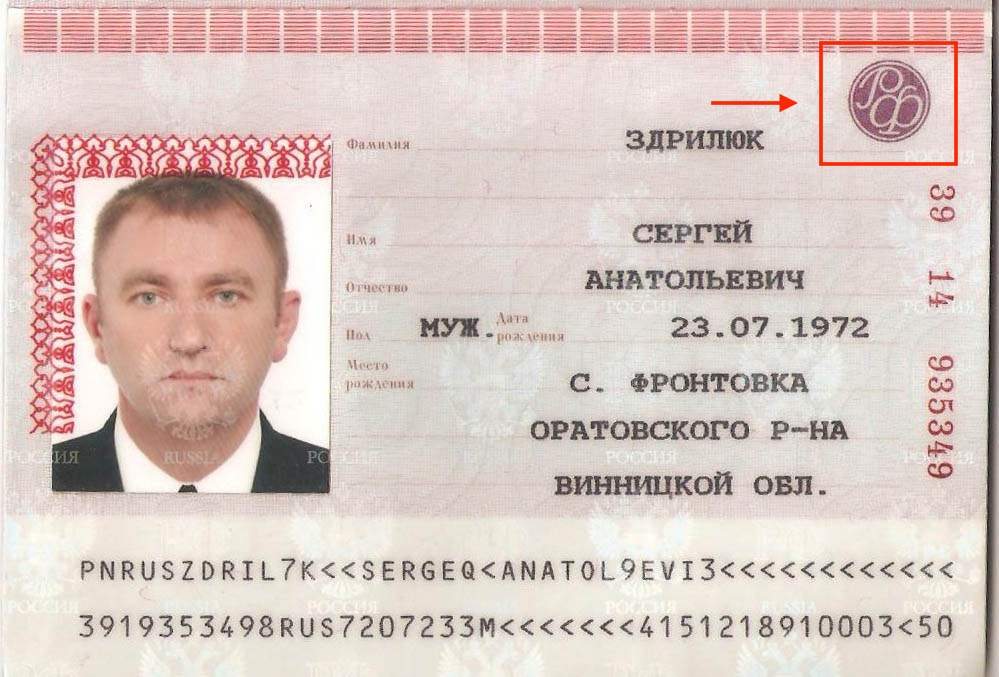 РФ
Фамилия ЗДРИЛЮК
Имя СЕРГЕЙ
Отчество АНАТОЛЬЕВИЧ
Пол МУЖ. Дата рождения 23.07.1972
Место рождения С. ФРОНТОВКА
ОРАТОВСКОГО Р-НА
ВИННИЦКОЙ ОБЛ.
39 14 935349
PNRUSZDRIL7K<<SERGEQ<ANATOL9EVI3<<<<<<<<<<<<
3919353498RUS7207233M<<<<<<<4151218910003<50